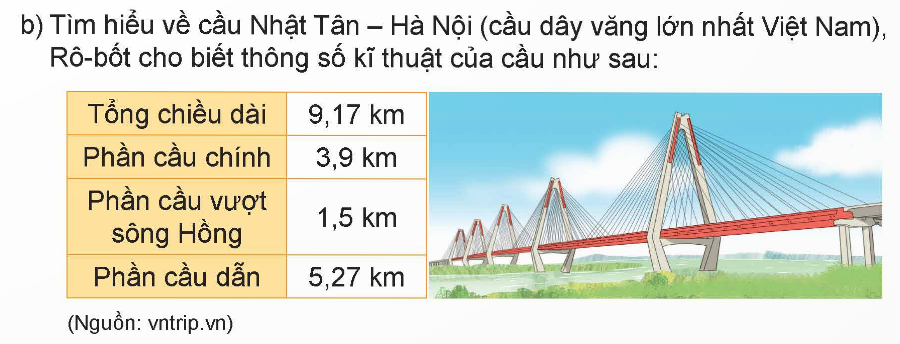 b) Tìm hiểu về cầu Nhật Tân – Hà Nội (cầu dây văng lớn nhất Việt Nam),
Rô-bốt cho biết thông số kĩ thuật của cầu như sau:
Tổng chiều dài 9,17 km
Phần cầu chính 3,9 km
Phần cầu vượt
sông Hồng 1,5 km
Phần cầu dẫn 5,27 km
(Nguồn: vntrip.vn)